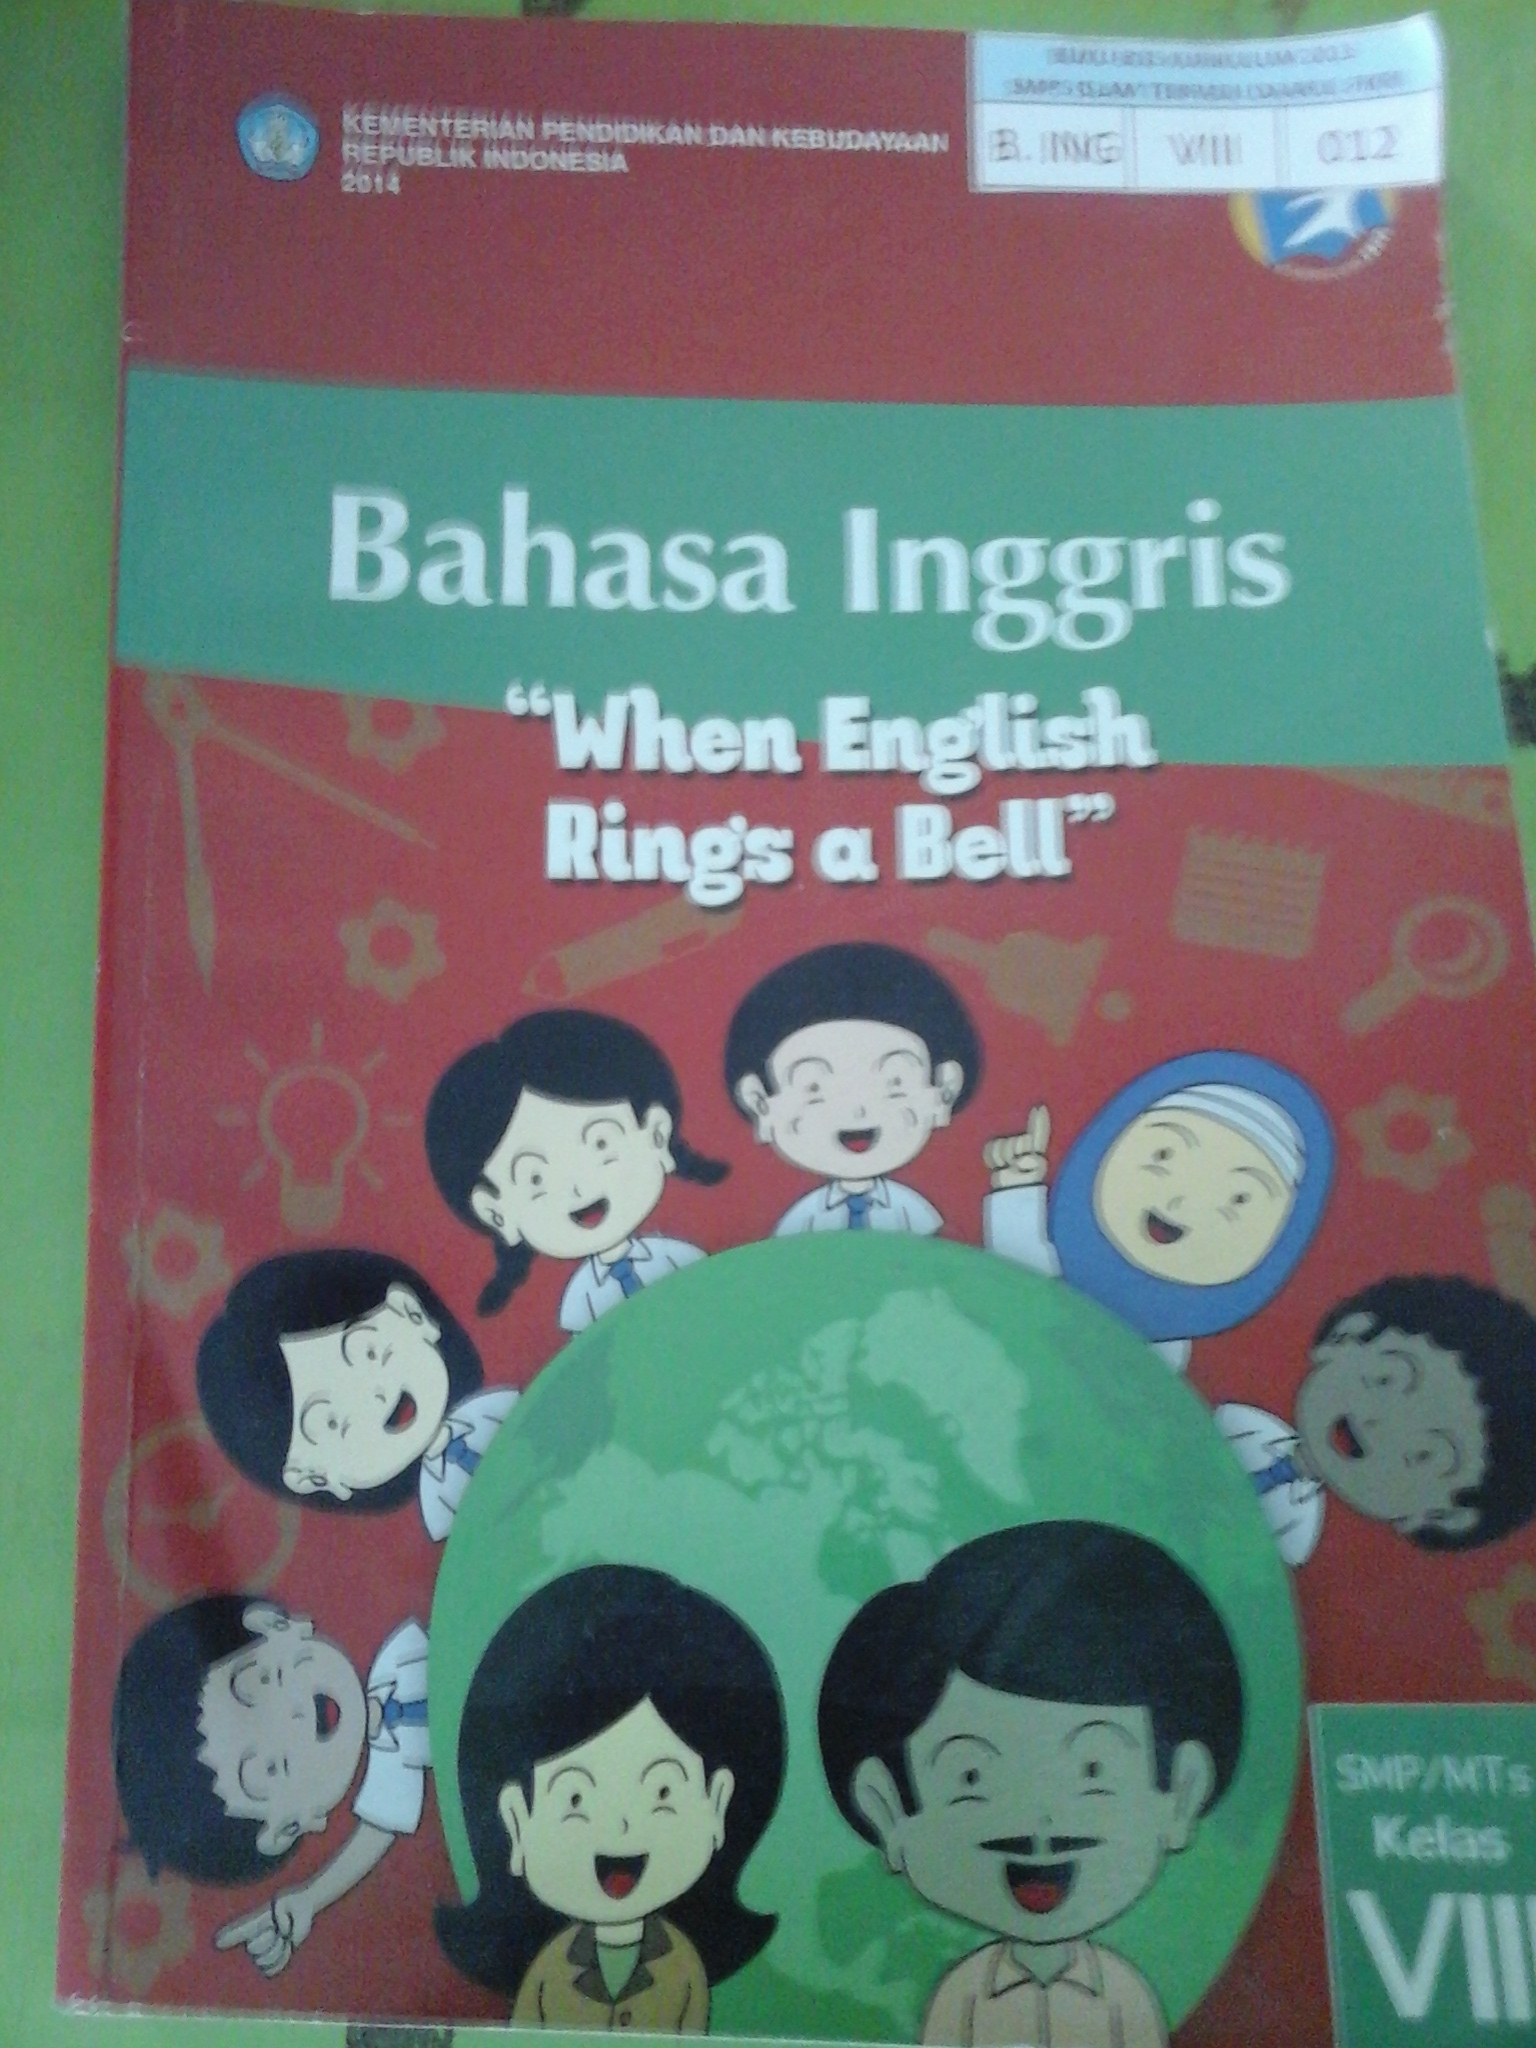 KEMENTERIAN PENDIDIKAN DAN KEBUDAYAAN
REPUBLIK INDONESIA
2014
B. ING VIII 012
Bahasa Inggris
“When English
Rings a Bell”
SMP/MTs
Kelas
VIII